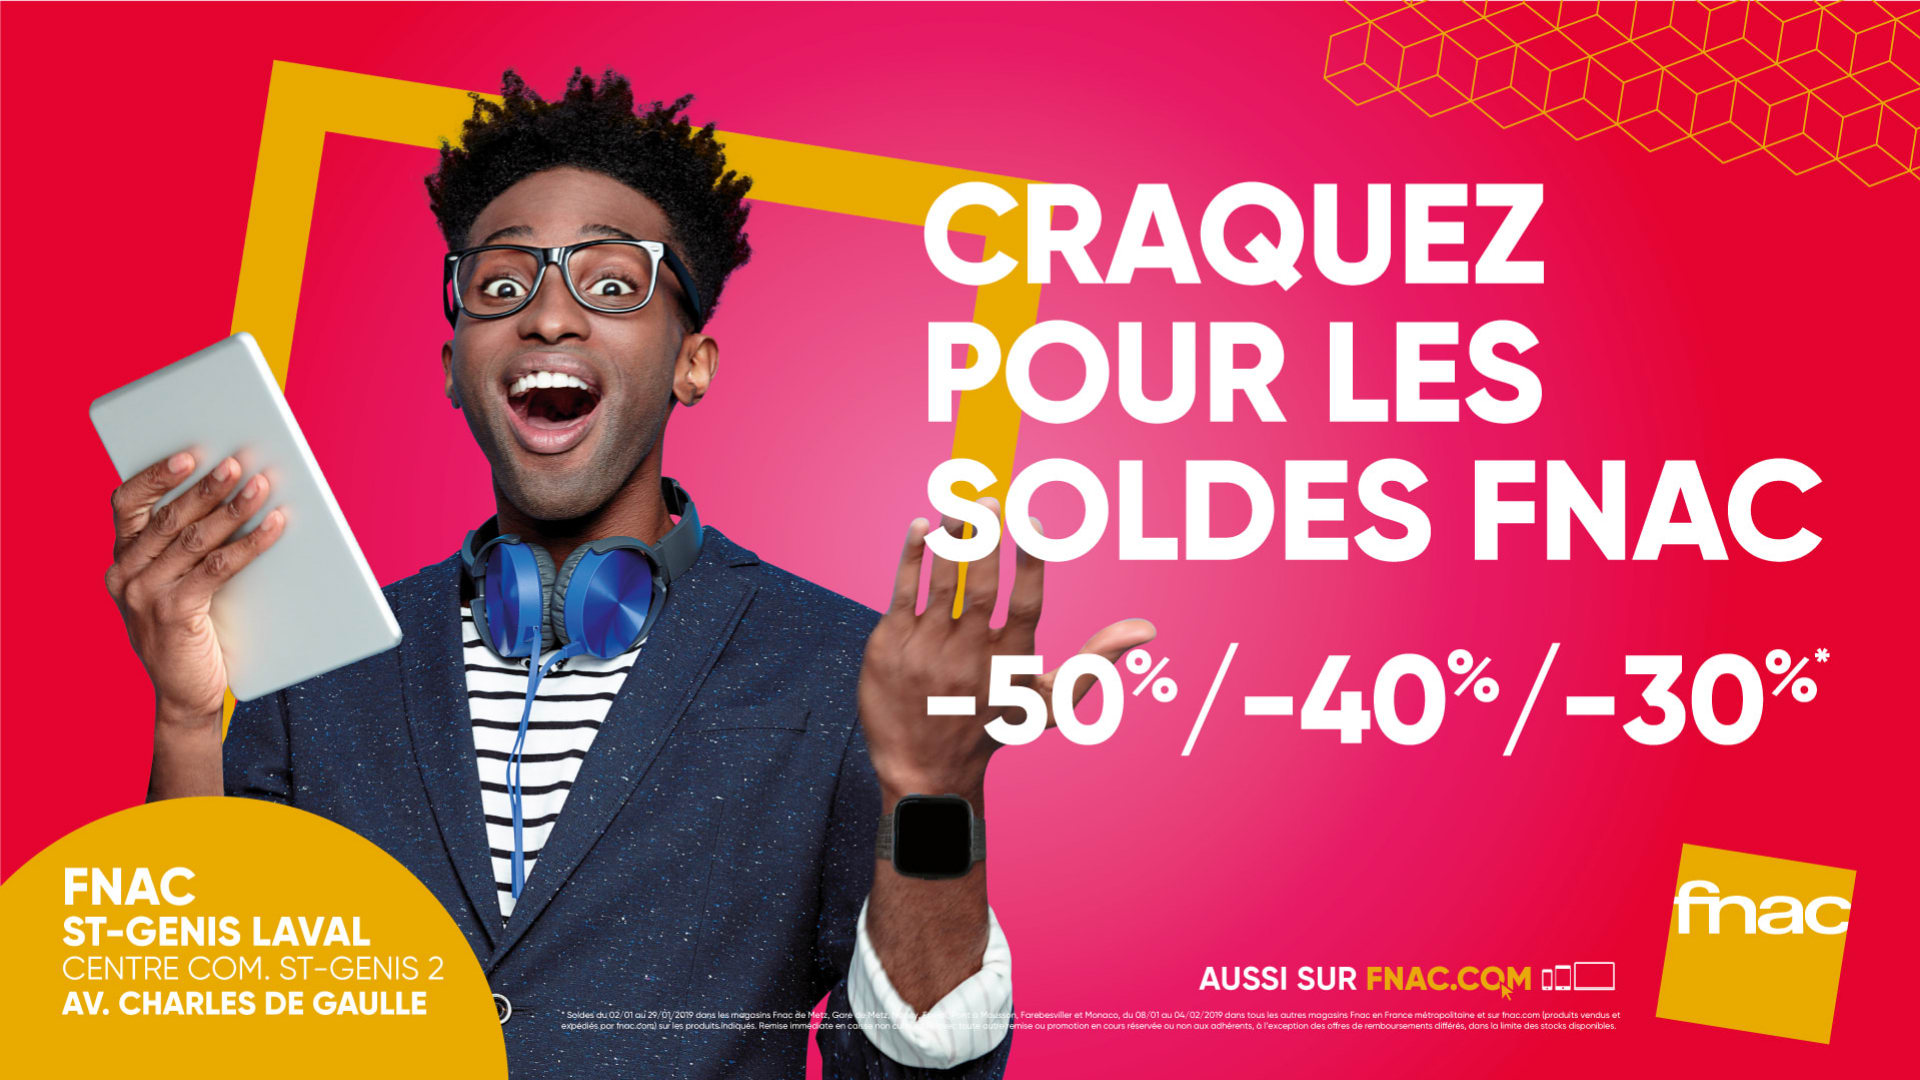 CRAQUEZ
POUR LES
SOLDES FNAC
-50%/-40%/-30%*
FNAC
ST-GENIS LAVAL
CENTRE COM. ST-GENIS 2
AV. CHARLES DE GAULLE
fnac
AUSSI SUR FNAC.COM
* Soldes du 02/01 au 29/01/2019 dans les magasins Fnac de Metz, Gare de Metz, Mousson, Farebesviller et Monaco, du 08/01 au 04/02/2019 dans tous les autres magasins Fnac en France métropolitaine et sur fnac.com (produits vendus et
expédiés par fnac.com) sur les produits indiqués. Remise immédiate en caisse non toute autre remise ou promotion en cours réservée ou non aux adhérents, à l'exception des offres de remboursements différés, dans la limite des stocks disponibles.